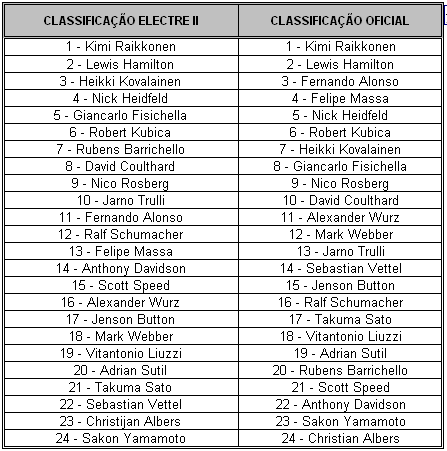 CLASSIFICAÇÃO ELECTRE II CLASSIFICAÇÃO OFICIAL
1 - Kimi Raikkonen 1 - Kimi Raikkonen
2 - Lewis Hamilton 2 - Lewis Hamilton
3 - Heikki Kovalainen 3 - Fernando Alonso
4 - Nick Heidfeld 4 - Felipe Massa
5 - Giancarlo Fisichella 5 - Nick Heidfeld
6 - Robert Kubica 6 - Robert Kubica
7 - Rubens Barrichello 7 - Heikki Kovalainen
8 - David Coulthard 8 - Giancarlo Fisichella
9 - Nico Rosberg 9 - Nico Rosberg
10 - Jarno Trulli 10 - David Coulthard
11 - Fernando Alonso 11 - Alexander Wurz
12 - Ralf Schumacher 12 - Mark Webber
13 - Felipe Massa 13 - Jarno Trulli
14 - Anthony Davidson 14 - Sebastian Vettel
15 - Scott Speed 15 - Jenson Button
16 - Alexander Wurz 16 - Ralf Schumacher
17 - Jenson Button 17 - Takuma Sato
18 - Mark Webber 18 - Vitantonio Liuzzi
19 - Vitantonio Liuzzi 19 - Adrian Sutil
20 - Adrian Sutil 20 - Rubens Barrichello
21 - Takuma Sato 21 - Scott Speed
22 - Sebastian Vettel 22 - Anthony Davidson
23 - Christijan Albers 23 - Sakon Yamamoto
24 - Sakon Yamamoto 24 - Christian Albers